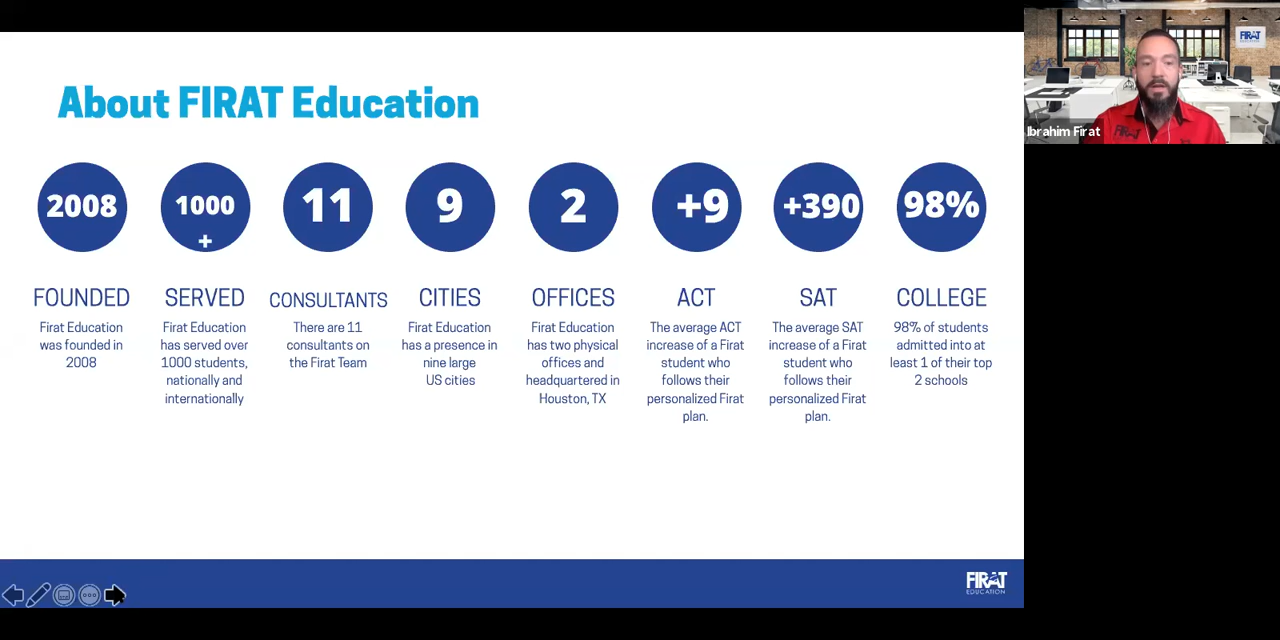 About FIRAT Education
2008
1000
+
11
9
2
+9
+390
98%
FOUNDED
Firat Education
was founded in
2008
SERVED
Firat Education
has served over
1000 students,
nationally and
internationally
CONSULTANTS
There are 11
consultants on
the Firat Team
CITIES
Firat Education
has a presence in
nine large
US cities
OFFICES
Firat Education
has two physical
offices and
headquartered in
Houston, TX
ACT
The average ACT
increase of a Firat
student who
follows their
personalized Firat
plan.
SAT
The average SAT
increase of a Firat
student who
follows their
personalized Firat
plan.
COLLEGE
98% of students
admitted into at
least 1 of their top
2 schools
FIRAT
EDUCATION
FIRAT
FIRAT
Ibrahim Firat